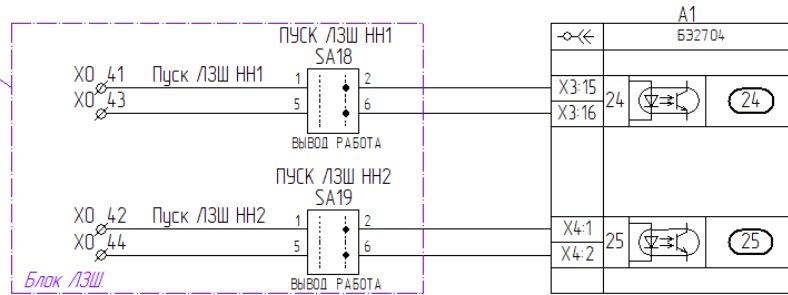 ПУСК ЛЗШ НН1
SA18
A1
БЭ2704
X0 41 Пуск ЛЗШ НН1 1 2 X3:15
X0 43 5 6 X3:16
24 24
ВЫВОД РАБОТА
ПУСК ЛЗШ НН2
SA19
X0 42 Пуск ЛЗШ НН2 1 2 X4:1
X0 44 5 6 X4:2
25 25
Блок ЛЗШ
ВЫВОД РАБОТА